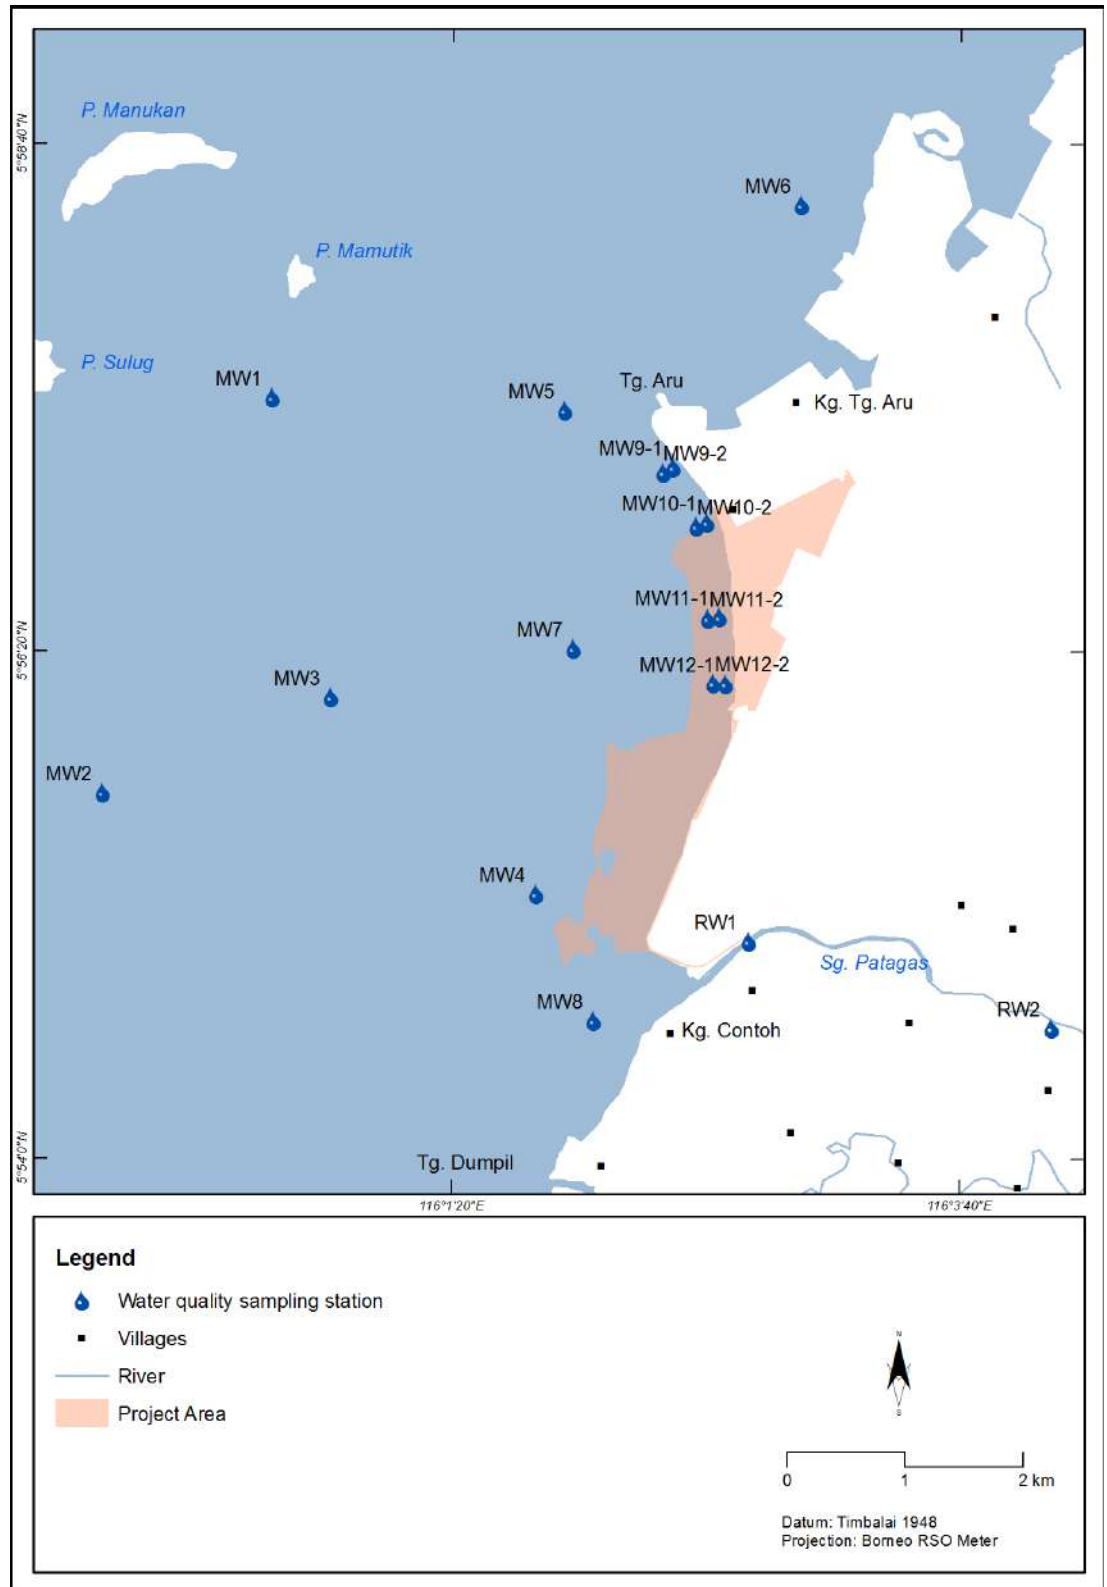 5°58'40"N
P. Manukan
MW6
P. Mamutik
P. Sulug
MW1
MW5
Tg. Aru
Kg. Tg. Aru
MW9-1
MW9-2
MW10-1
MW10-2
MW11-1
MW11-2
5°56'20"N
MW7
MW12-1
MW12-2
MW3
MW2
MW4
RW1
Sg. Patagas
MW8
RW2
Kg. Contoh
5°54'0"N
Tg. Dumpil
116°1'20"E
116°3'40"E
Legend
Water quality sampling station
Villages
River
Project Area
N
S
0 1 2 km
Datum: Timbalai 1948
Projection: Borneo RSO Meter